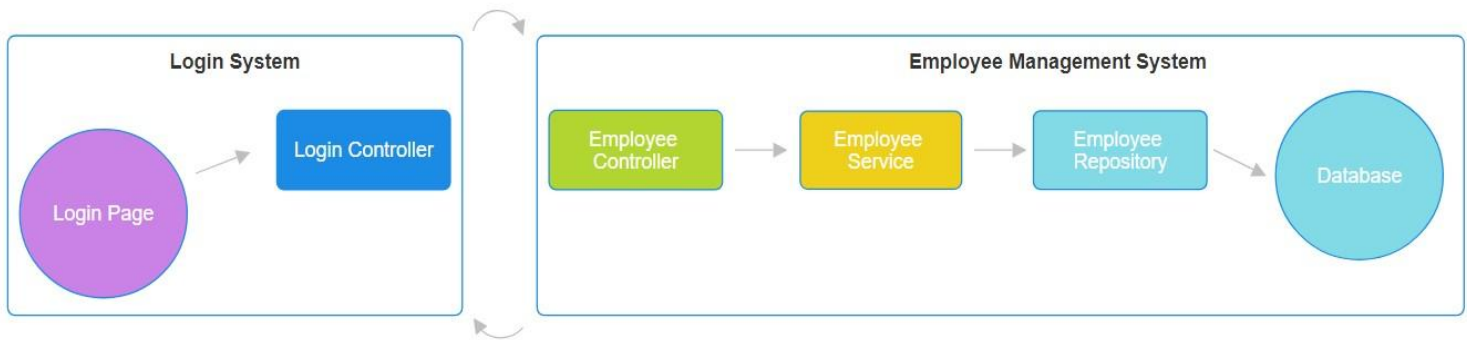 Login System
Login Page
Login Controller
Employee Management System
Employee
Controller
Employee
Service
Employee
Repository
Database